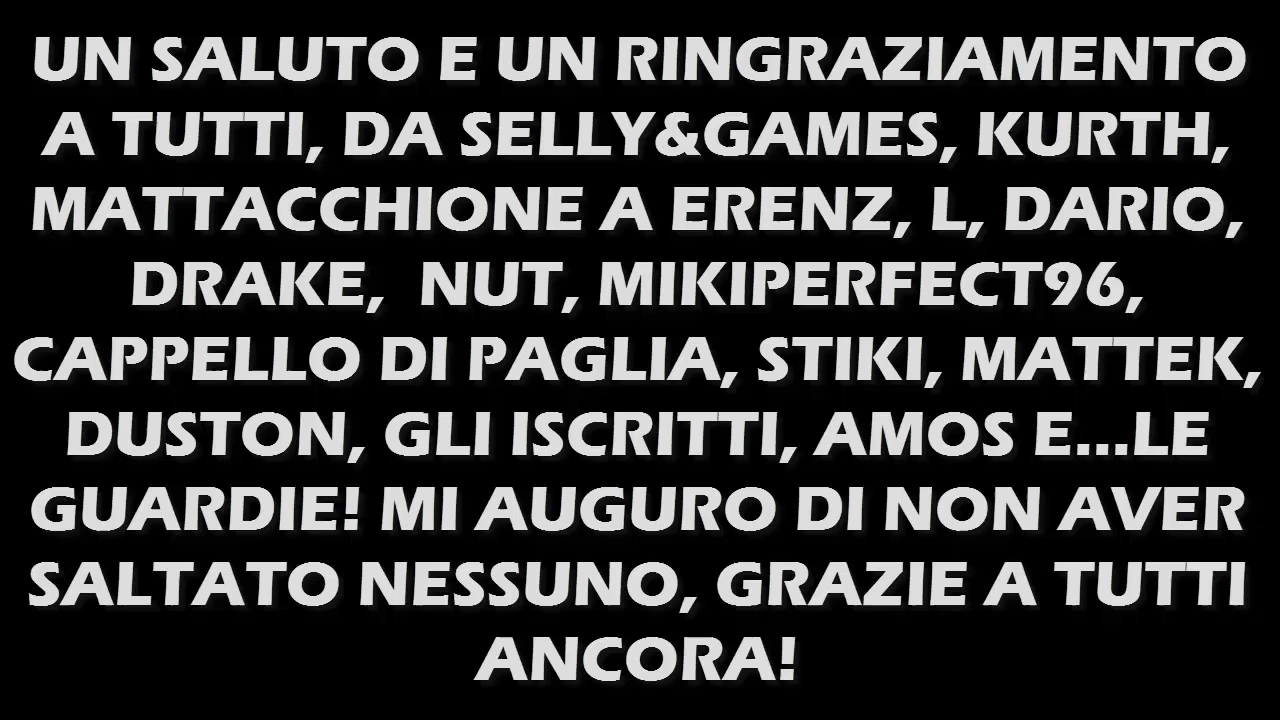 UN SALUTO E UN RINGRAZIAMENTO
A TUTTI, DA SELLY&GAMES, KURTH,
MATTACCHIONE A ERENZ, L, DARIO,
DRAKE,  NUT, MIKIPERFECT96,
CAPPELLO DI PAGLIA, STIKI, MATTEK,
DUSTON, GLI ISCRITTI, AMOS E...LE
GUARDIE! MI AUGURO DI NON AVER
SALTATO NESSUNO, GRAZIE A TUTTI
ANCORA!